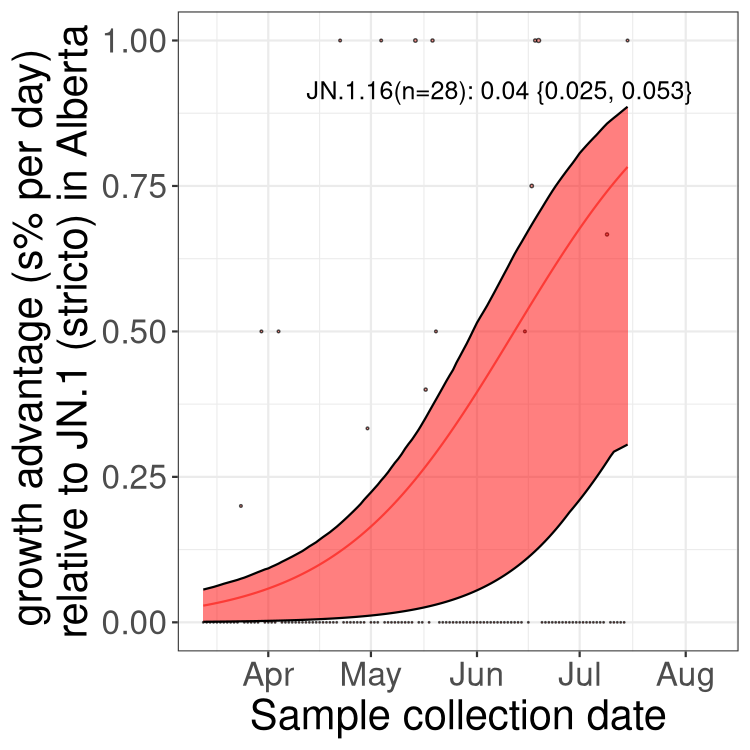 growth advantage (s% per day)
relative to JN.1 (stricto) in Alberta
1.00
0.75
0.50
0.25
0.00
JN.1.16(n=28): 0.04 {0.025, 0.053}
Apr May Jun Jul Aug
Sample collection date